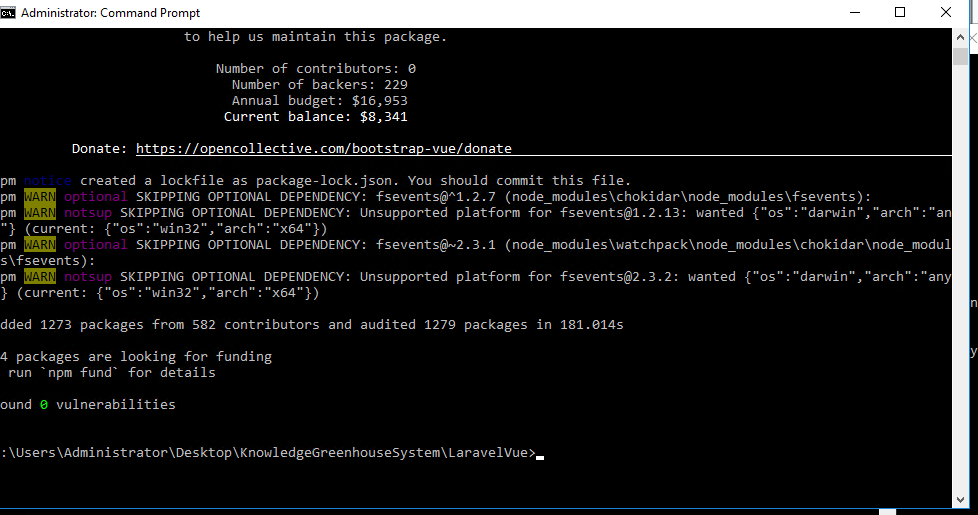 Administrator: Command Prompt
to help us maintain this package.
Number of contributors: 0
Number of backers: 229
Annual budget: $16,953
Current balance: $8,341
Donate: https://opencollective.com/bootstrap-vue/donate
pm notice created a lockfile as package-lock.json. You should commit this file.
pm WARN optional SKIPPING OPTIONAL DEPENDENCY: fsevents@^1.2.7 (node_modules\chokidar\node_modules\fsevents):
pm WARN notsup SKIPPING OPTIONAL DEPENDENCY: Unsupported platform for fsevents@1.2.13: wanted {"os":"darwin","arch":"an
"} (current: {"os":"win32","arch":"x64"})
pm WARN optional SKIPPING OPTIONAL DEPENDENCY: fsevents@~2.3.1 (node_modules\watchpack\node_modules\chokidar\node_modul
s\fsevents):
pm WARN notsup SKIPPING OPTIONAL DEPENDENCY: Unsupported platform for fsevents@2.3.2: wanted {"os":"darwin","arch":"any
} (current: {"os":"win32","arch":"x64"})
dded 1273 packages from 582 contributors and audited 1279 packages in 181.014s
4 packages are looking for funding
run `npm fund` for details
ound 0 vulnerabilities
:\Users\Administrator\Desktop\KnowledgeGreenhouseSystem\LaravelVue>
n
y